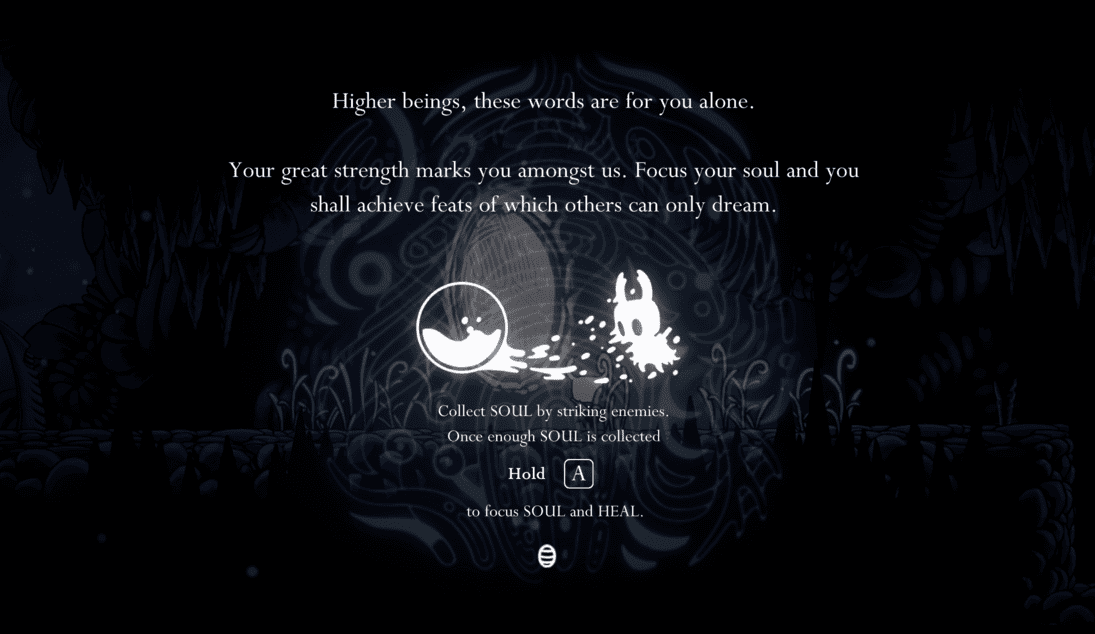 Higher beings, these words are for you alone.
Your great strength marks you amongst us. Focus your soul and you
shall achieve feats of which others can only dream.
Collect SOUL by striking enemies.
Once enough SOUL is collected
Hold A
to focus SOUL and HEAL.